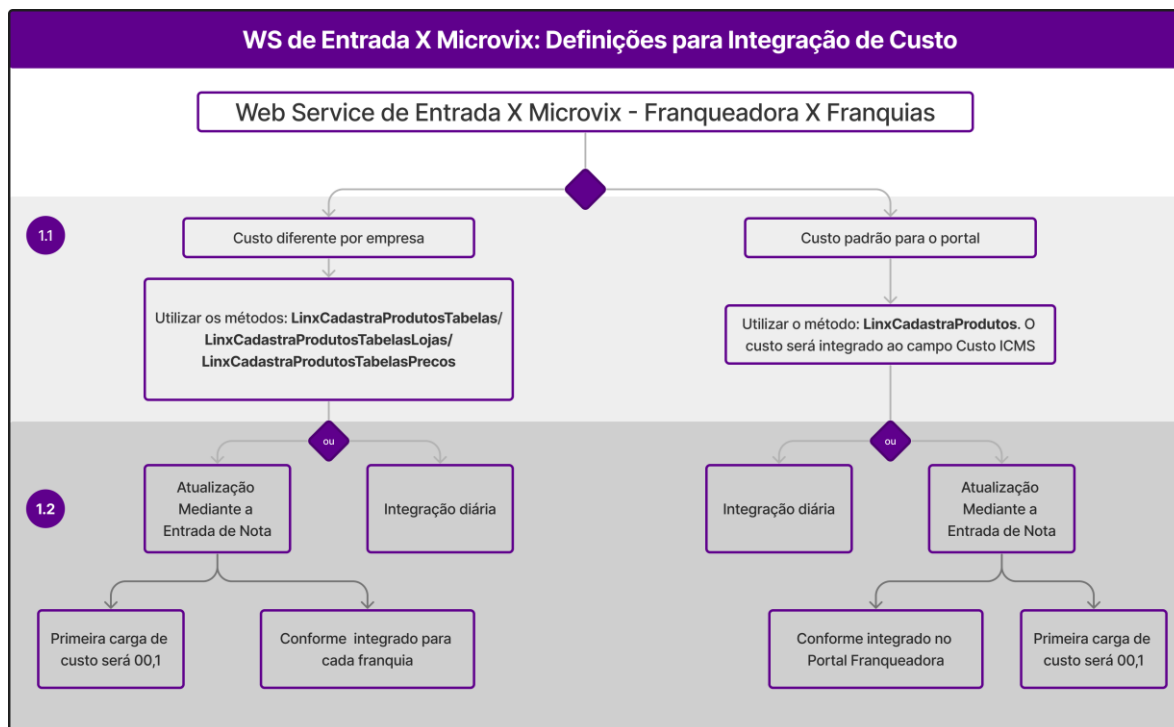 WS de Entrada X Microvix: Definições para Integração de Custo
Web Service de Entrada X Microvix - Franqueadora X Franquias
1.1
Custo diferente por empresa
Custo padrão para o portal
Utilizar os métodos: LinxCadastraProdutosTabelas/
LinxCadastraProdutosTabelasLojas/
LinxCadastraProdutosTabelasPrecos
Utilizar o método: LinxCadastraProdutos. O
custo será integrado ao campo Custo ICMS
1.2
ou
Atualização
Mediante a
Entrada de Nota
Integração diária
ou
Integração diária
Atualização
Mediante a
Entrada de Nota
Primeira carga de
custo será 00,1
Conforme integrado para
cada franquia
Conforme integrado no
Portal Franqueadora
Primeira carga de
custo será 00,1